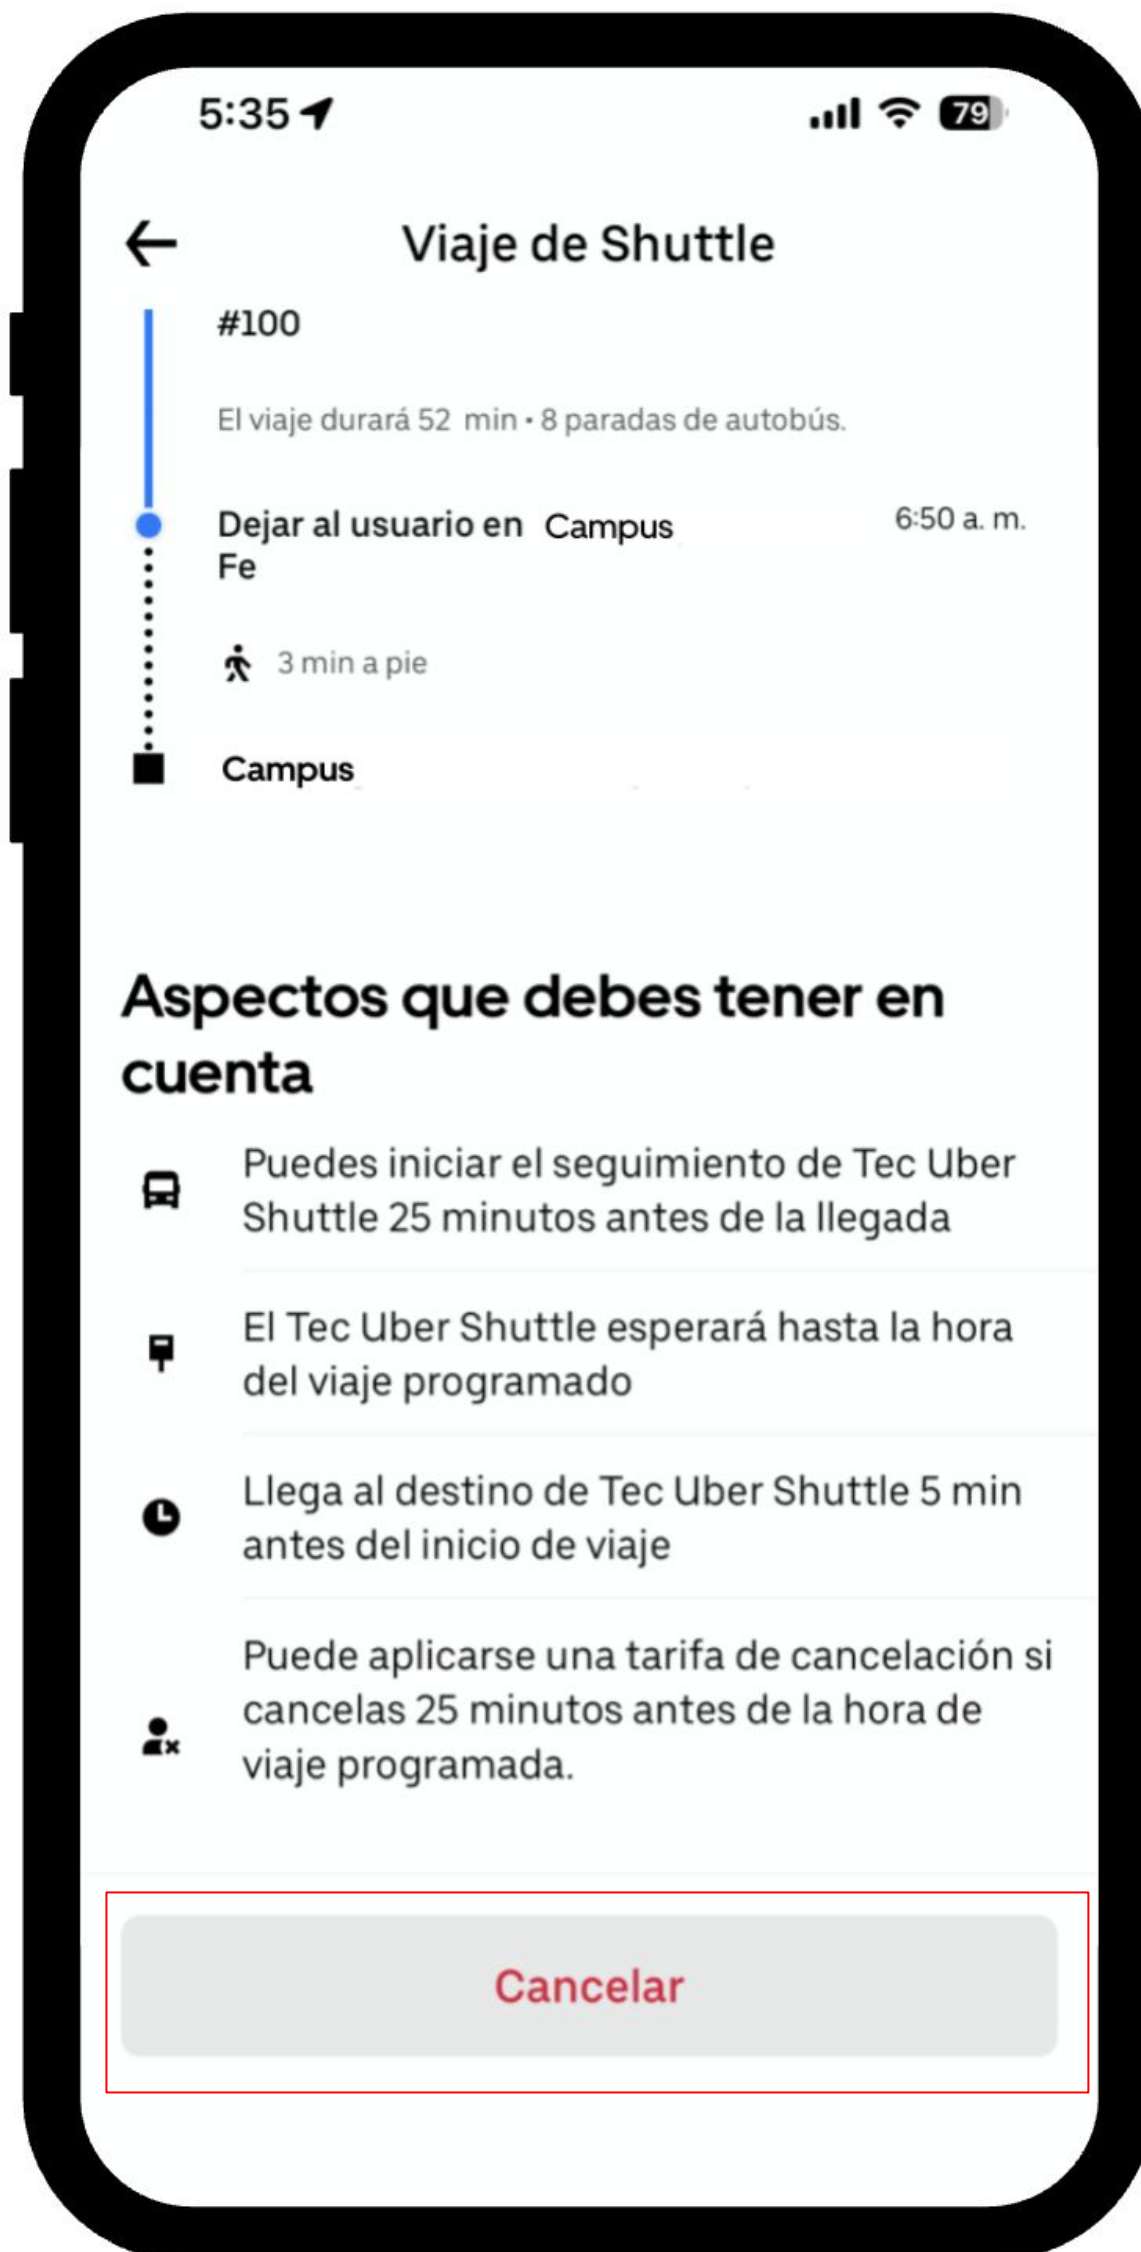 5:35
79
Viaje de Shuttle
#100
El viaje durará 52 min • 8 paradas de autobús.
Dejar al usuario en Campus 6:50 a. m.
Fe
3 min a pie
Campus
Aspectos que debes tener en
cuenta
Puedes iniciar el seguimiento de Tec Uber
Shuttle 25 minutos antes de la llegada
El Tec Uber Shuttle esperará hasta la hora
del viaje programado
Llega al destino de Tec Uber Shuttle 5 min
antes del inicio de viaje
Puede aplicarse una tarifa de cancelación si
cancelas 25 minutos antes de la hora de
viaje programada.
Cancelar